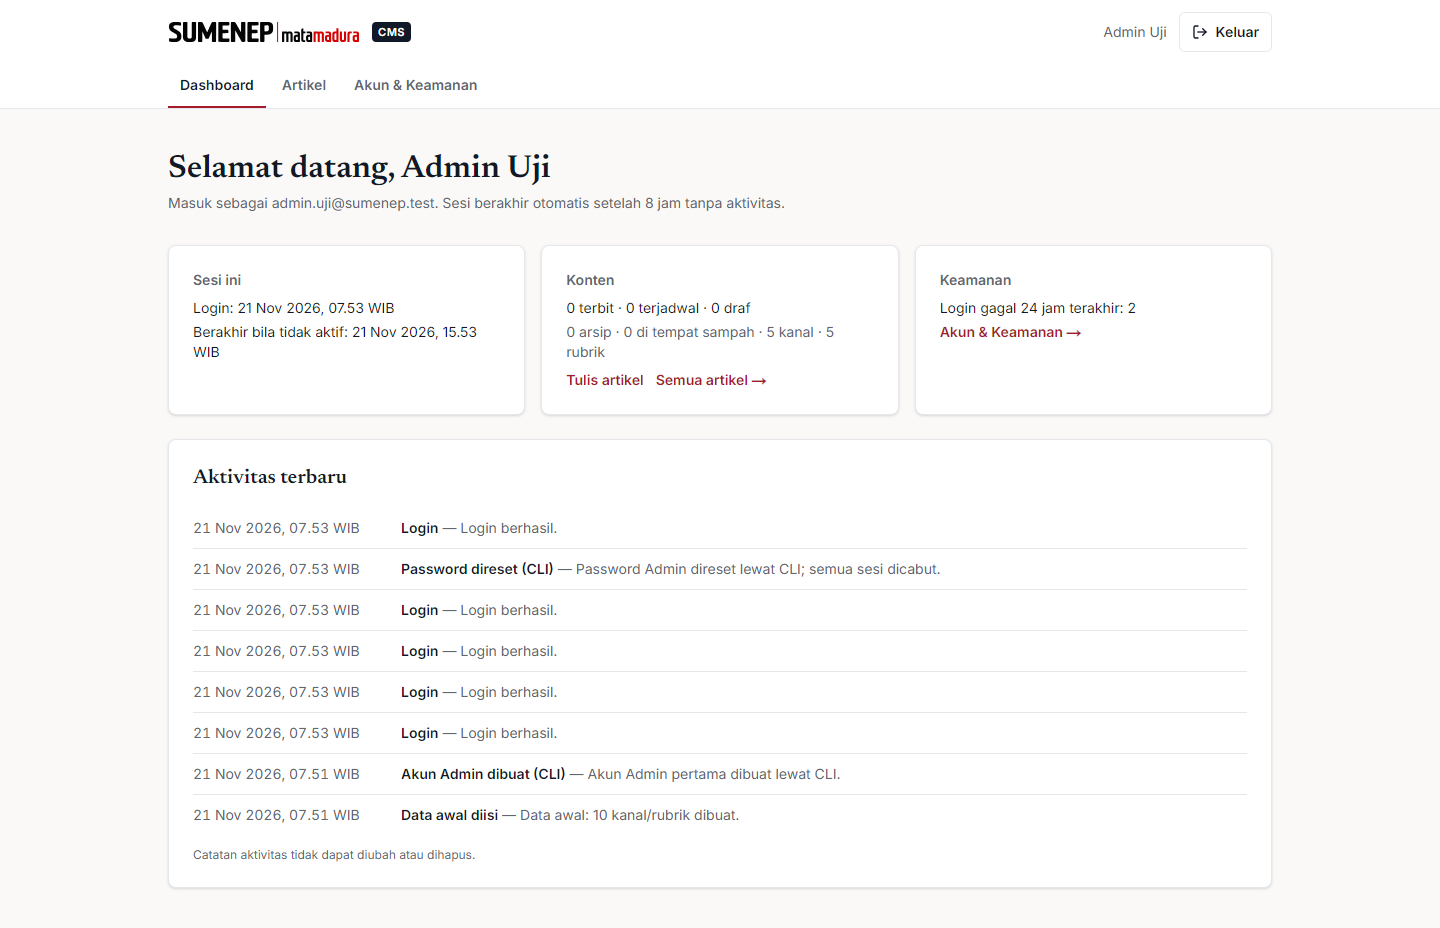 SUMENEP matamadura CMS
Admin Uji
Keluar
Dashboard
Artikel
Akun & Keamanan
Selamat datang, Admin Uji
Masuk sebagai admin.uji@sumenep.test. Sesi berakhir otomatis setelah 8 jam tanpa aktivitas.
Sesi ini
Login: 21 Nov 2026, 07.53 WIB
Berakhir bila tidak aktif: 21 Nov 2026, 15.53
WIB
Konten
0 terbit · 0 terjadwal · 0 draf
0 arsip · 0 di tempat sampah · 5 kanal · 5
rubrik
Tulis artikel Semua artikel →
Keamanan
Login gagal 24 jam terakhir: 2
Akun & Keamanan →
Aktivitas terbaru
21 Nov 2026, 07.53 WIB Login — Login berhasil.
21 Nov 2026, 07.53 WIB Password direset (CLI) — Password Admin direset lewat CLI; semua sesi dicabut.
21 Nov 2026, 07.53 WIB Login — Login berhasil.
21 Nov 2026, 07.53 WIB Login — Login berhasil.
21 Nov 2026, 07.53 WIB Login — Login berhasil.
21 Nov 2026, 07.53 WIB Login — Login berhasil.
21 Nov 2026, 07.51 WIB Akun Admin dibuat (CLI) — Akun Admin pertama dibuat lewat CLI.
21 Nov 2026, 07.51 WIB Data awal diisi — Data awal: 10 kanal/rubrik dibuat.
Catatan aktivitas tidak dapat diubah atau dihapus.